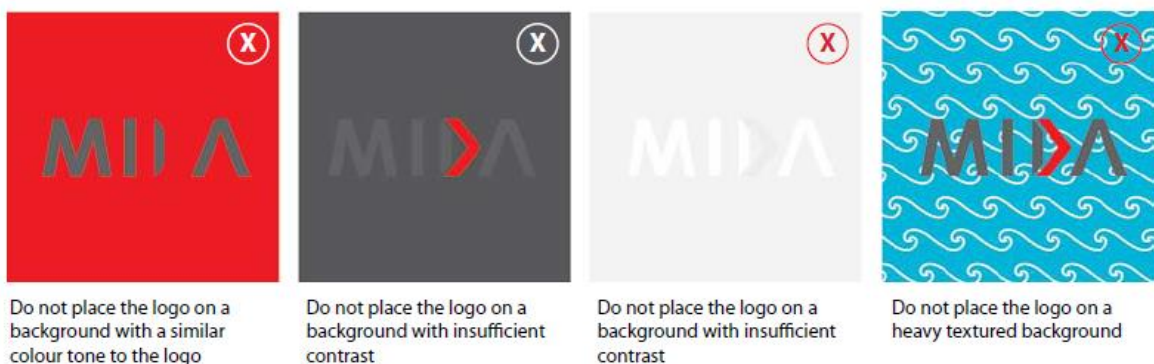 X
MIDA
Do not place the logo on a
background with a similar
colour tone to the logo
X
MIDA
Do not place the logo on a
background with insufficient
contrast
X
MIDA
Do not place the logo on a
background with insufficient
contrast
X
MIDA
Do not place the logo on a
heavy textured background